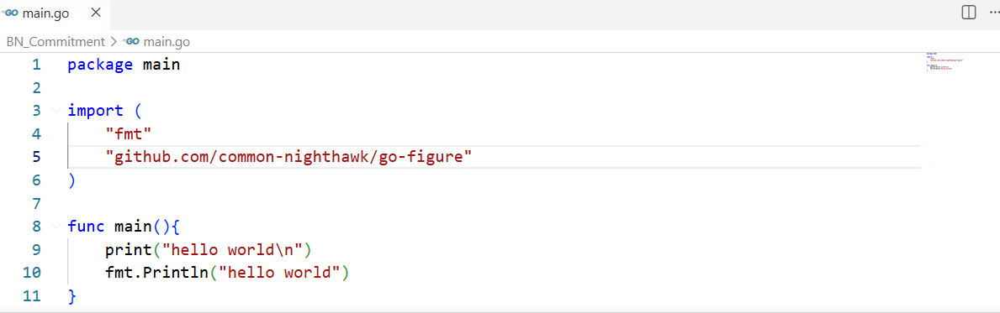 GO main.go
BN_Commitment > GO main.go
1 package main
2
3 import (
4 "fmt"
5 "github.com/common-nighthawk/go-figure"
6 )
7
8 func main(){
9 print("hello world\n")
10 fmt.Println("hello world")
11 }